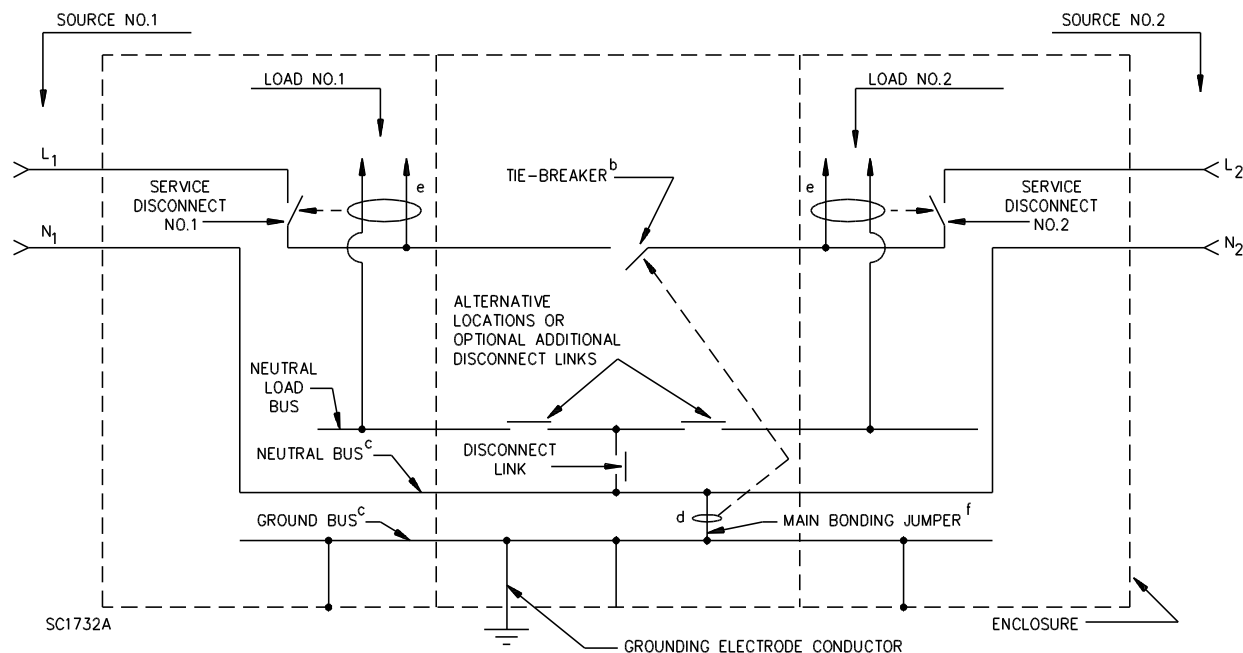 SOURCE NO.1
SOURCE NO.2
LOAD NO.1
LOAD NO.2
L1
L2
TIE-BREAKER b
e
e
SERVICE
DISCONNECT
NO.1
SERVICE
DISCONNECT
NO.2
N1
N2
ALTERNATIVE
LOCATIONS OR
OPTIONAL ADDITIONAL
DISCONNECT LINKS
NEUTRAL
LOAD
BUS
NEUTRAL BUS c
DISCONNECT
LINK
GROUND BUS c
d
MAIN BONDING JUMPER f
SC1732A
ENCLOSURE
GROUNDING ELECTRODE CONDUCTOR